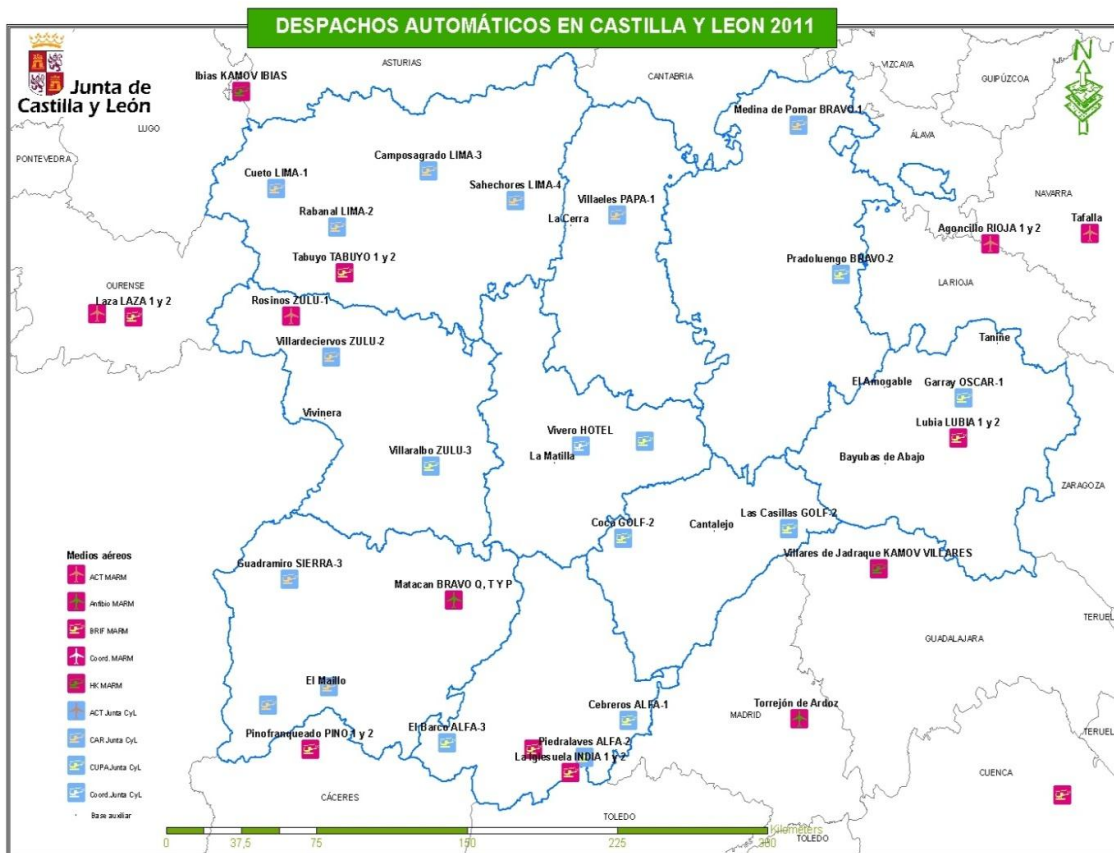 DESPACHOS AUTOMÁTICOS EN CASTILLA Y LEON 2011
Junta de
Castilla y León
N
Ibias KAMOV IBIAS
ASTURIAS
CANTABRIA
VIZCAYA
GUIPÚZCOA
LUGO
PONTEVEDRA
Medina de Pomar BRAVO-1
ÁLAVA
Camposagrado LIMA-3
Cueto LIMA-1
Sahechores LIMA-4
Villaeles PAPA-1
NAVARRA
Rabanal LIMA-2
La Cerra
Tafalla
Agoncillo RIOJA 1 y 2
Tabuyo TABUYO 1 y 2
Pradoluengo BRAVO-2
OURENSE
LA RIOJA
Laza LAZA 1 y 2
Rosinos ZULU-1
Villardeciervos ZULU-2
Taniñe
El Amogable
Garray OSCAR-1
Vivinera
Lubia LUBIA 1 y 2
Vivero HOTEL
Villaralbo ZULU-3
La Matilla
Bayubas de Abajo
ZARAGOZA
Coca GOLF-2
Cantalejo
Las Casillas GOLF-2
Villares de Jadraque KAMOV VILLARES
Guadramiro SIERRA-3
Matacan BRAVO Q, T Y P
TERUEL
GUADALAJARA
El Maillo
Cebreros ALFA-1
MADRID
Torrejón de Ardoz
El Barco ALFA-3
TERUEL
Pinofranqueado PINO 1 y 2
Piedralaves ALFA-2
La Iglesuela INDIA 1 y 2
CUENCA
CÁCERES
TOLEDO
TOLEDO
Medios aéreos
ACT MARM
Anfibio MARM
BRIF MARM
Coord. MARM
HK MARM
ACT Junta CyL
CAR Junta CyL
CUPA Junta CyL
Coord. Junta CyL
Base auxiliar
Kilometers
0 37,5 75 150 225 300